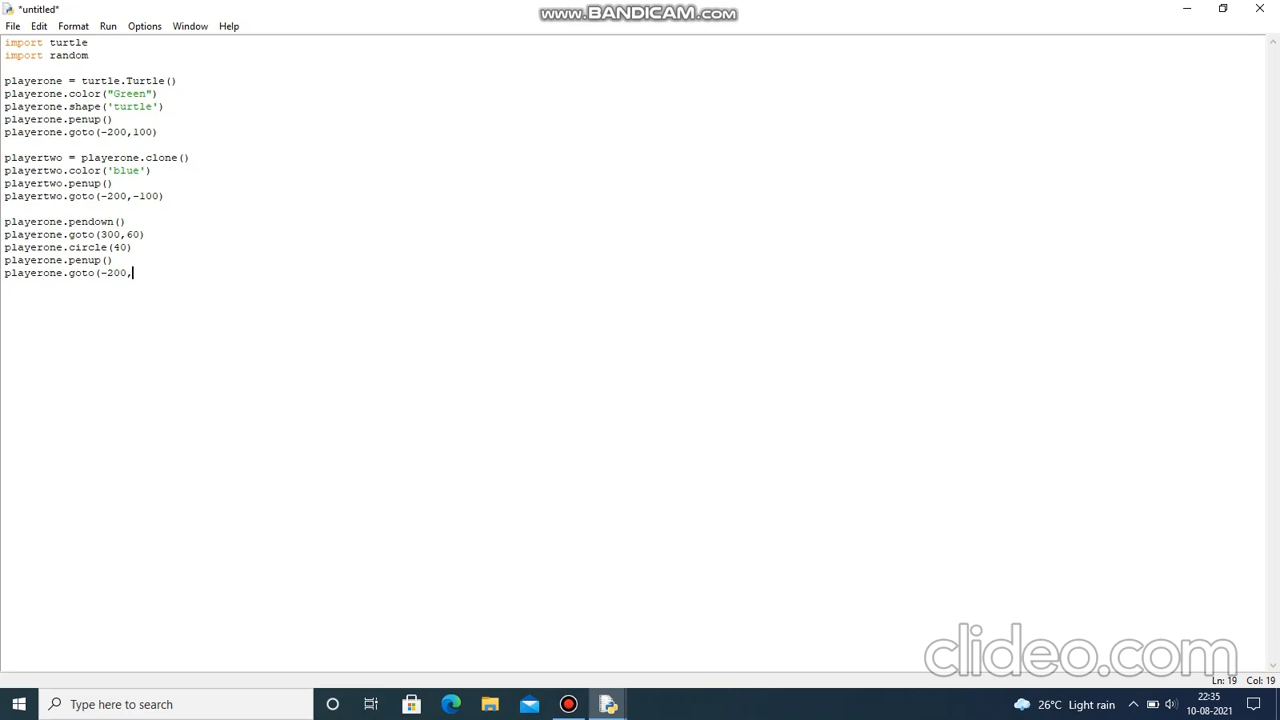 *untitled*
www.BANDICAM.com
File Edit Format Run Options Window Help
import turtle
import random
playerone = turtle.Turtle()
playerone.color("Green")
playerone.shape('turtle')
playerone.penup()
playerone.goto(-200,100)
playertwo = playerone.clone()
playertwo.color('blue')
playertwo.penup()
playertwo.goto(-200,-100)
playerone.pendown()
playerone.goto(300,60)
playerone.circle(40)
playerone.penup()
playerone.goto(-200,
clideo.com
Ln: 19 Col: 19
Type here to search
26°C Light rain
22:35
10-08-2021